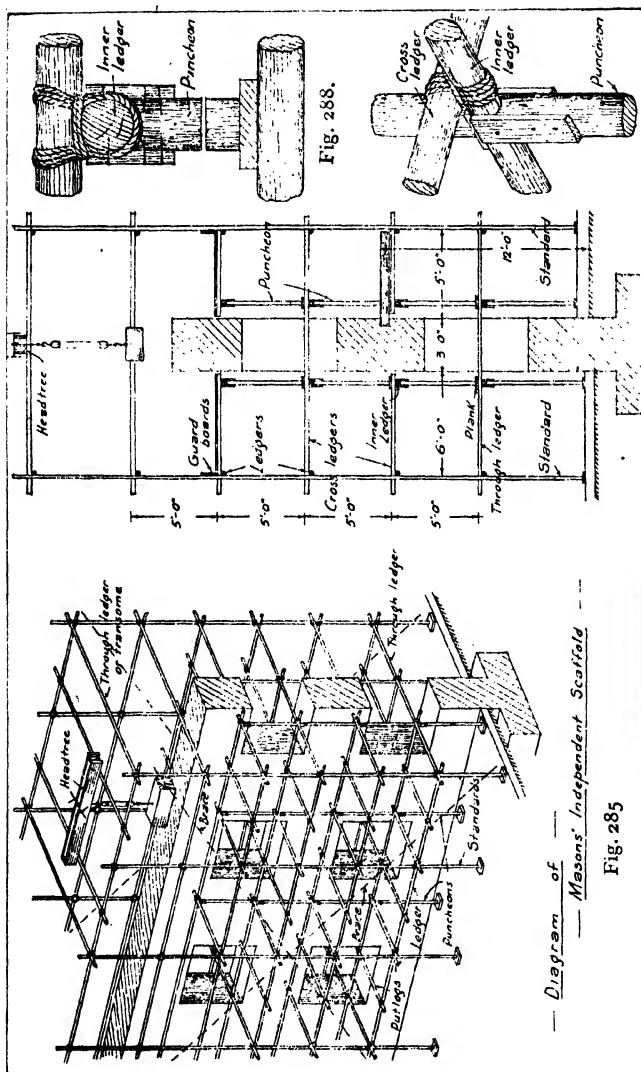 Through ledger
of transome
Headtree
Brace
Through ledger
Brace
Putlogs
ledger
Puncheons
Standards
Diagram of
Masons' Independent Scaffold
Fig. 285
Headtree
Guard
boards
Ledgers
Cross ledgers
Inner
Ledger
Plank
Through ledger
Standard
Puncheon
Standard
5'-0"
5'-0"
5'-0"
5'-0"
6'-0"
3'-0"
5'-0"
12'-0"
Inner
ledger
Puncheon
Fig. 288.
Cross
ledger
Inner
ledger
Puncheon